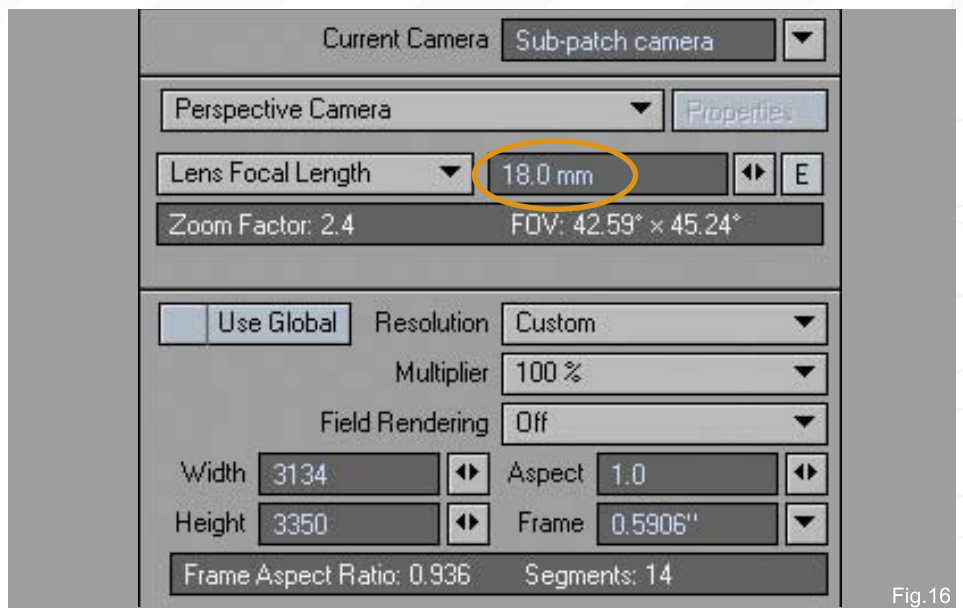 Current Camera Sub-patch camera
Perspective Camera Properties
Lens Focal Length 18.0 mm E
Zoom Factor: 2.4 FOV: 42.59° × 45.24°
Use Global Resolution Custom
Multiplier 100 %
Field Rendering Off
Width 3134 Aspect 1.0
Height 3350 Frame 0.5906"
Frame Aspect Ratio: 0.936 Segments: 14
Fig.16